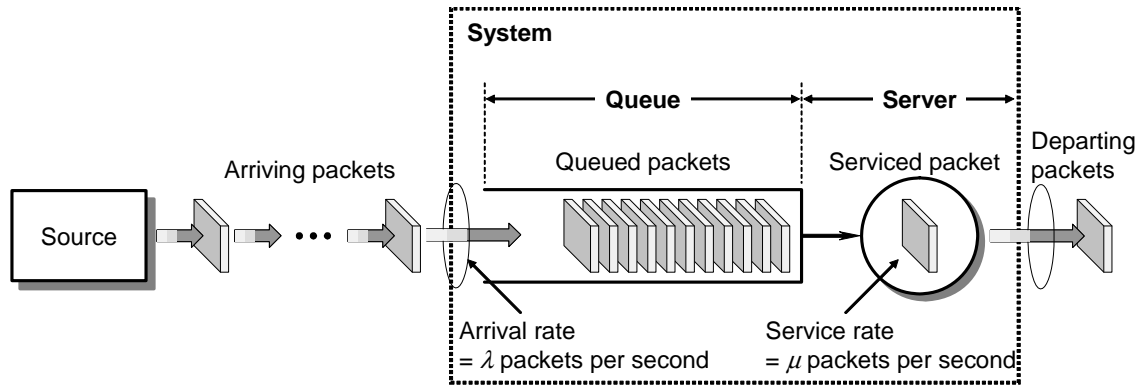 System
Queue
Server
Departing
packets
Arriving packets
Queued packets
Serviced packet
Source
Arrival rate
= λ packets per second
Service rate
= μ packets per second